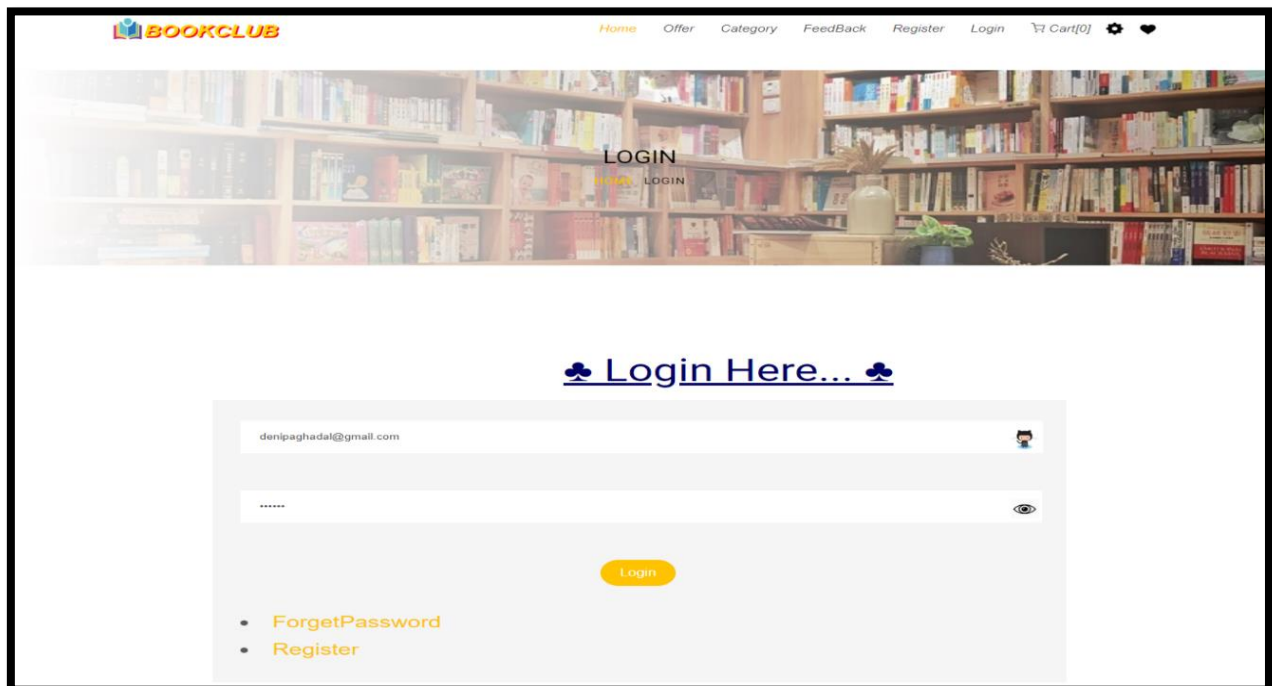 BOOKCLUB
Home Offer Category FeedBack Register Login Cart[0]
LOGIN
HOME LOGIN
♣ Login Here... ♣
denipaghadal@gmail.com
••••••
Login
• ForgetPassword
• Register